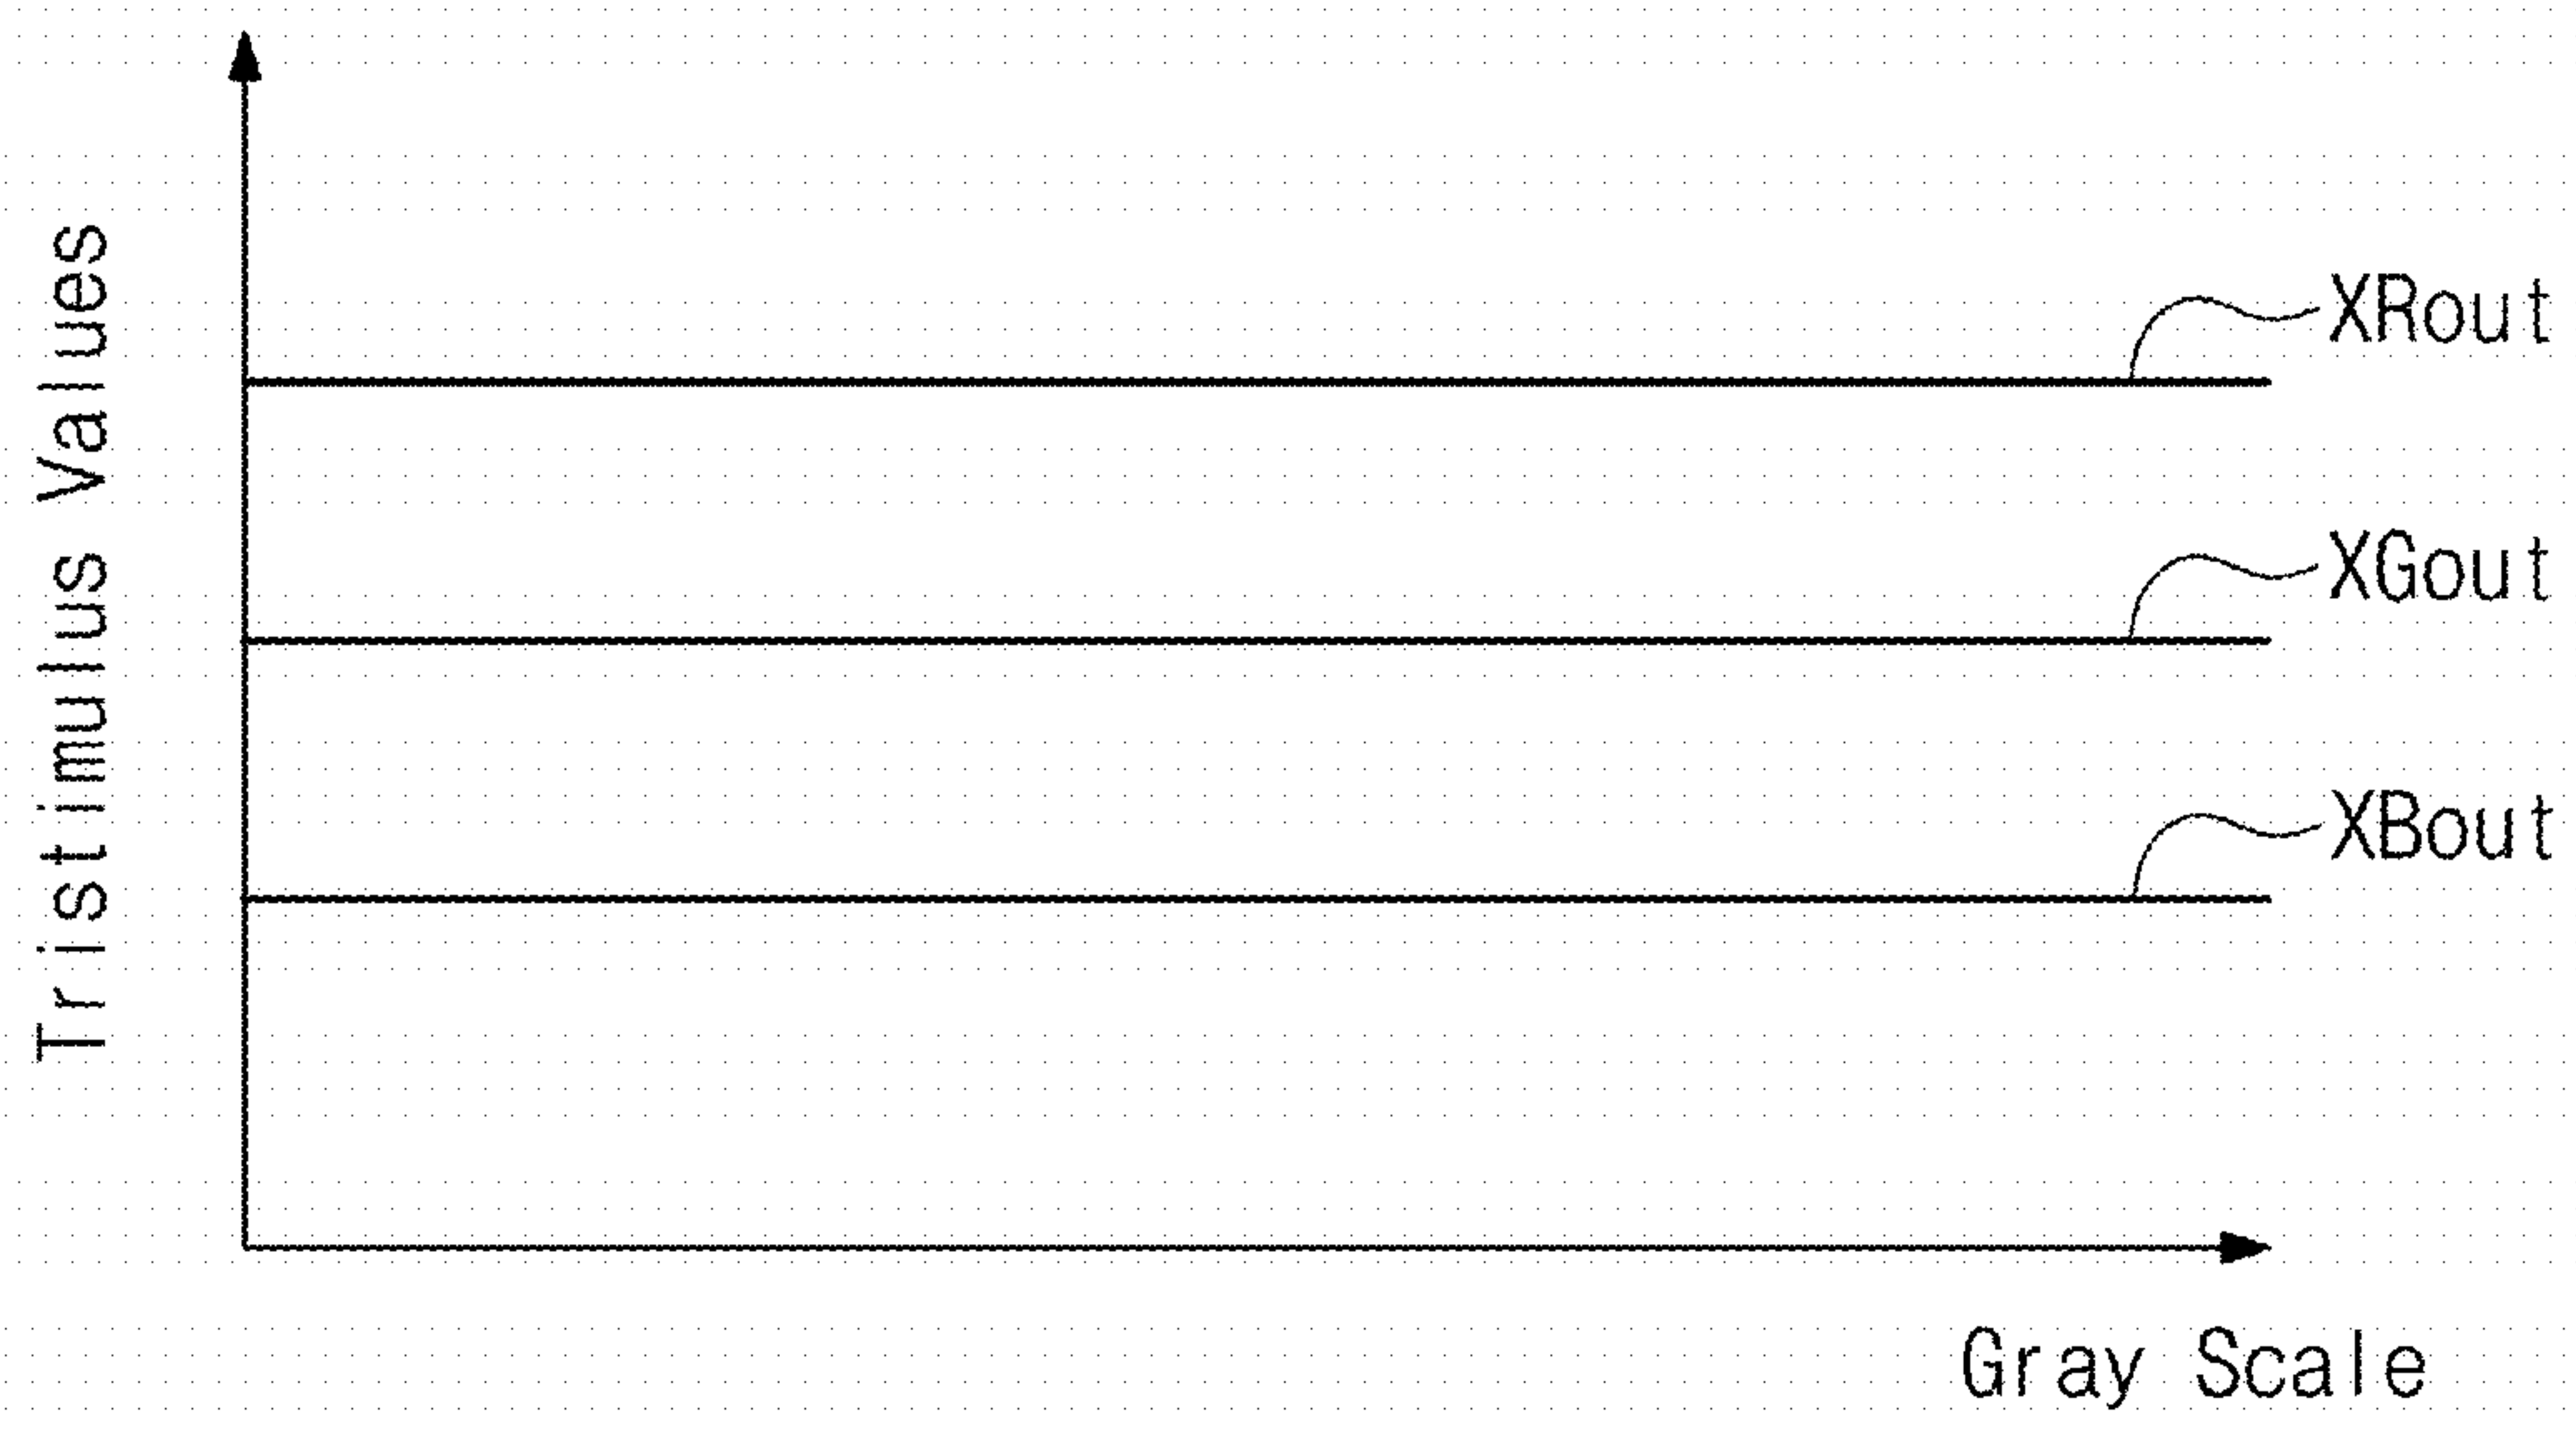 Tristimulus Values
XRout
XGout
XBout
Gray Scale